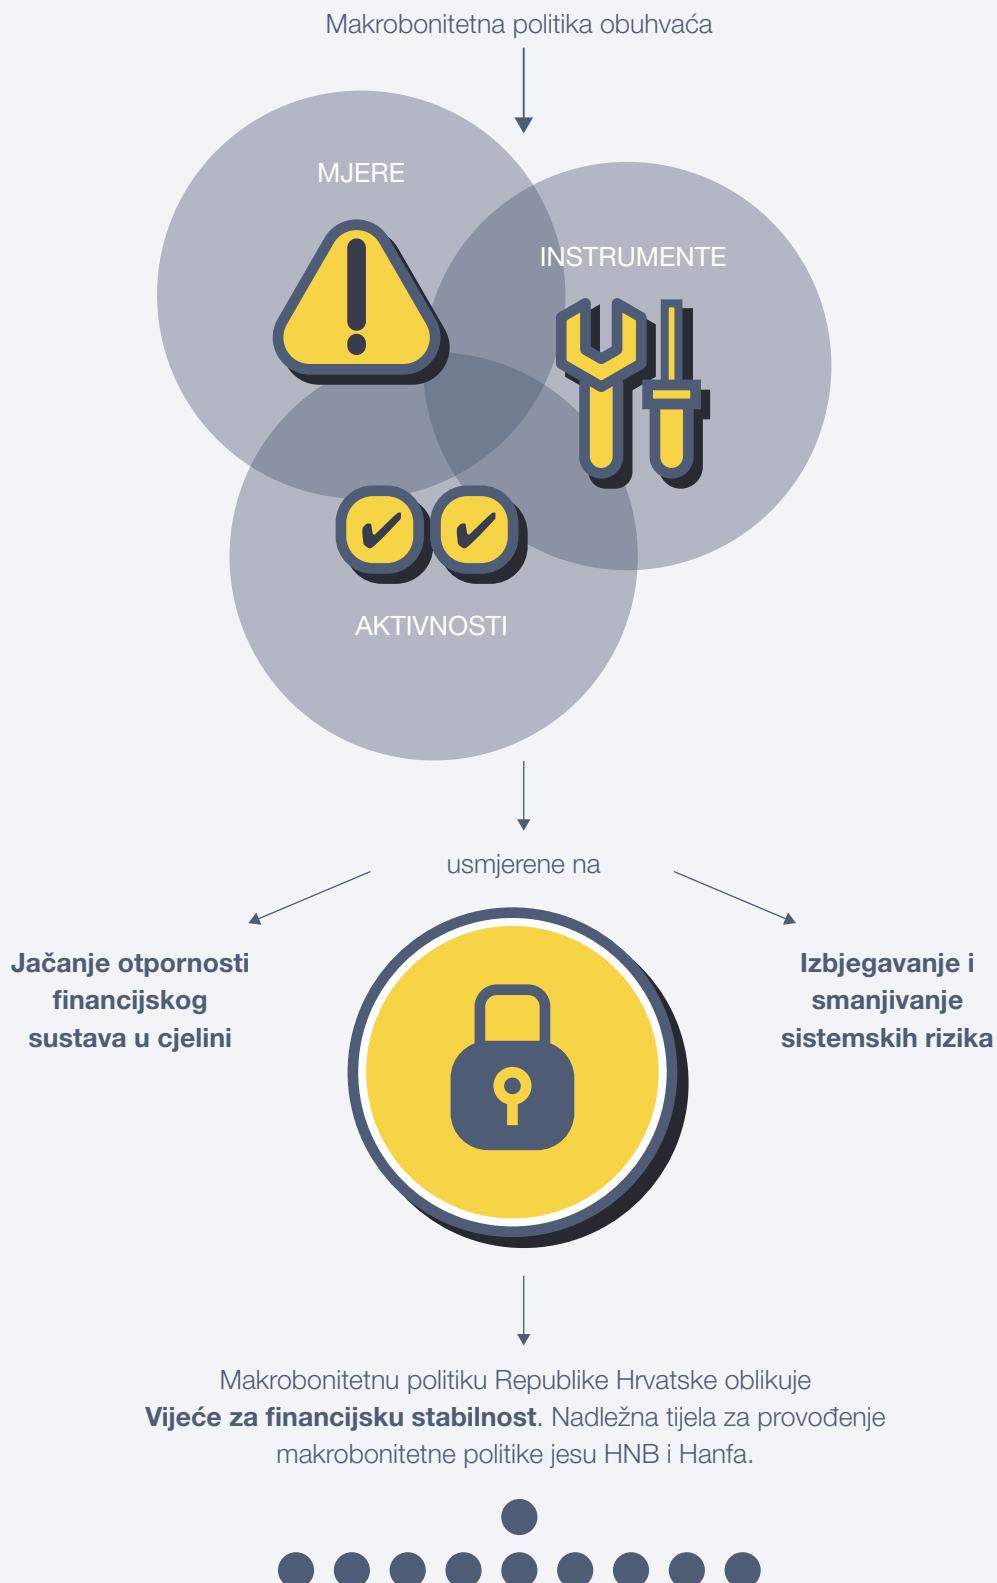 Makrobonitetna politika obuhvaća
MJERE
INSTRUMENTE
AKTIVNOSTI
usmjerene na
Jačanje otpornosti
financijskog
sustava u cjelini
Izbjegavanje i
smanjivanje
sistemskih rizika
Makrobonitetnu politiku Republike Hrvatske oblikuje
Vijeće za financijsku stabilnost. Nadležna tijela za provođenje
makrobonitetne politike jesu HNB i Hanfa.